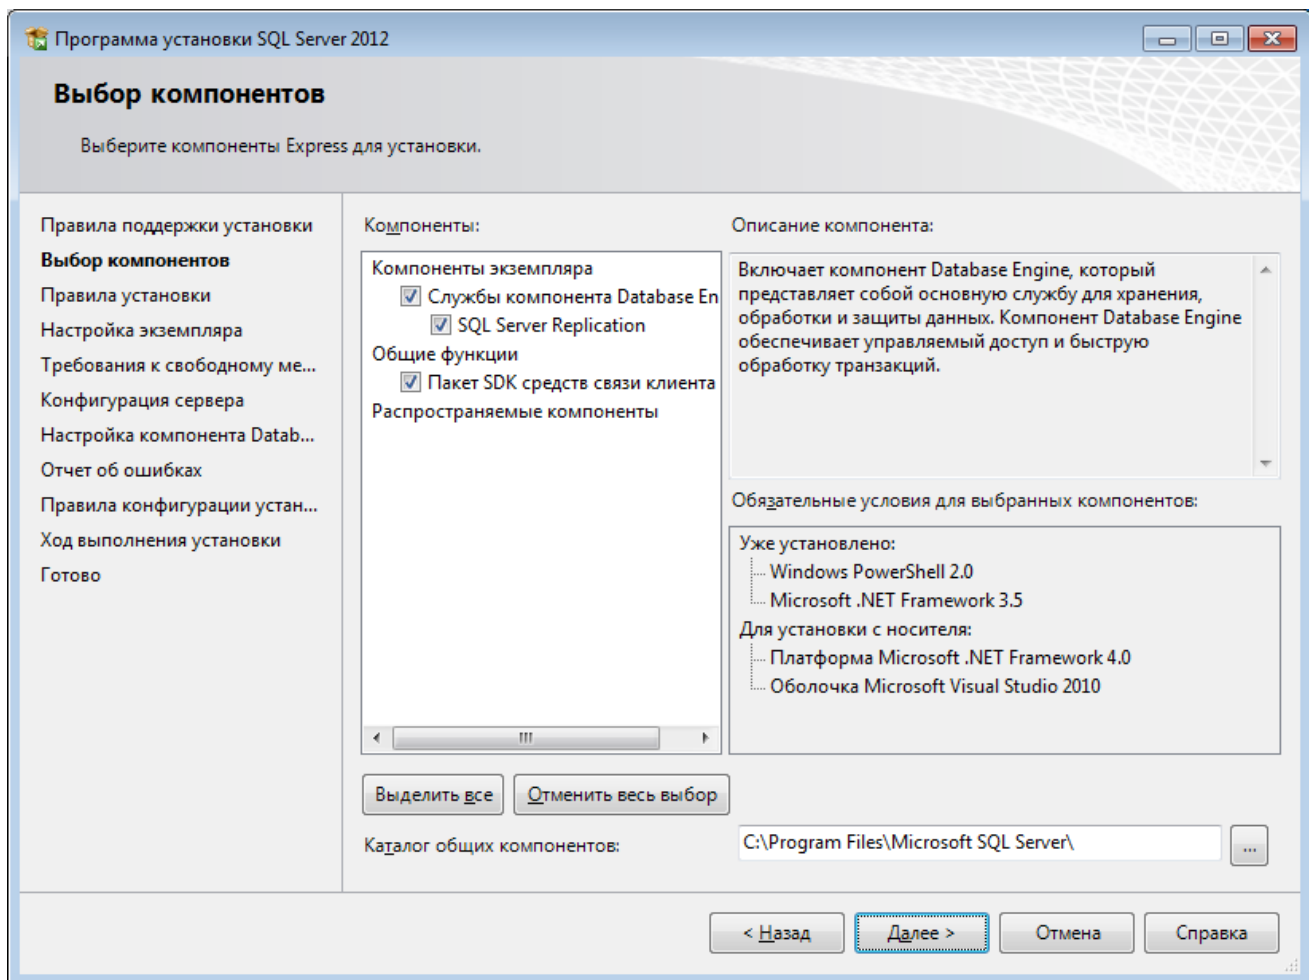 Программа установки SQL Server 2012
Выбор компонентов
Выберите компоненты Express для установки.
Правила поддержки установки
Выбор компонентов
Правила установки
Настройка экземпляра
Требования к свободному ме...
Конфигурация сервера
Настройка компонента Datab...
Отчет об ошибках
Правила конфигурации устан...
Ход выполнения установки
Готово
Компоненты:
Компоненты экземпляра
Службы компонента Database En
SQL Server Replication
Общие функции
Пакет SDK средств связи клиента
Распространяемые компоненты
Выделить все
Отменить весь выбор
Описание компонента:
Включает компонент Database Engine, который
представляет собой основную службу для хранения,
обработки и защиты данных. Компонент Database Engine
обеспечивает управляемый доступ и быструю
обработку транзакций.
Обязательные условия для выбранных компонентов:
Уже установлено:
Windows PowerShell 2.0
Microsoft .NET Framework 3.5
Для установки с носителя:
Платформа Microsoft .NET Framework 4.0
Оболочка Microsoft Visual Studio 2010
Каталог общих компонентов:
C:\Program Files\Microsoft SQL Server\
...
< Назад
Далее >
Отмена
Справка